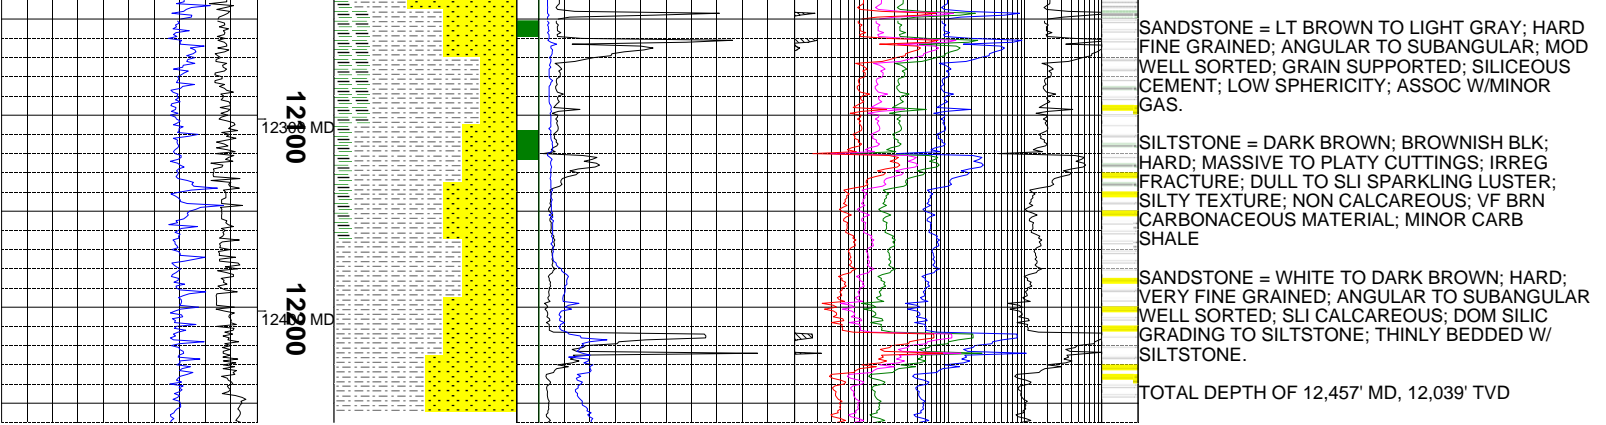 12300 MD
12300
12400 MD
12200
SANDSTONE = LT BROWN TO LIGHT GRAY; HARD
FINE GRAINED; ANGULAR TO SUBANGULAR; MOD
WELL SORTED; GRAIN SUPPORTED; SILICEOUS
CEMENT; LOW SPHERICITY; ASSOC W/MINOR
GAS.
SILTSTONE = DARK BROWN; BROWNISH BLK;
HARD; MASSIVE TO PLATY CUTTINGS; IRREG
FRACTURE; DULL TO SLI SPARKLING LUSTER;
SILTY TEXTURE; NON CALCAREOUS; VF BRN
CARBONACEOUS MATERIAL; MINOR CARB
SHALE
SANDSTONE = WHITE TO DARK BROWN; HARD;
VERY FINE GRAINED; ANGULAR TO SUBANGULAR
WELL SORTED; SLI CALCAREOUS; DOM SILIC
GRADING TO SILTSTONE; THINLY BEDDED W/
SILTSTONE.
TOTAL DEPTH OF 12,457' MD, 12,039' TVD